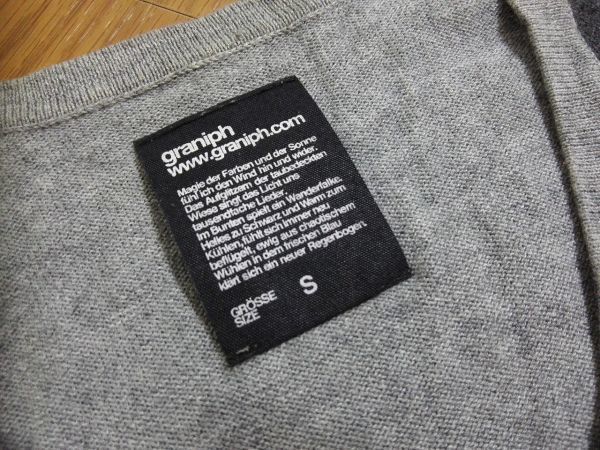 graniph
www.graniph.com
Magie der Farben und der Sonne
fühl ich den Wind hin und wider.
Das Aufglitzern der taubedeckten
Wiese singt das Licht uns
tausendfache Lieder.
Im Bunten spielt ein Wanderfalke.
Helles zu Schwarz und Warm zum
Kühlen, fühlt sich immer neu
beflügelt, ewig aus chaotischem
Wühlen in dem frischen Blau
klärt sich ein neuer Regenbogen.
GRÖSSE
SIZE S